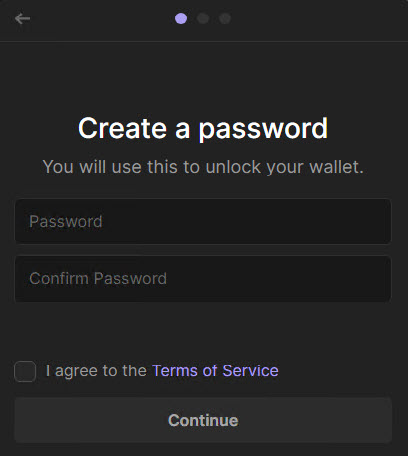 Create a password
You will use this to unlock your wallet.
Password
Confirm Password
I agree to the Terms of Service
Continue